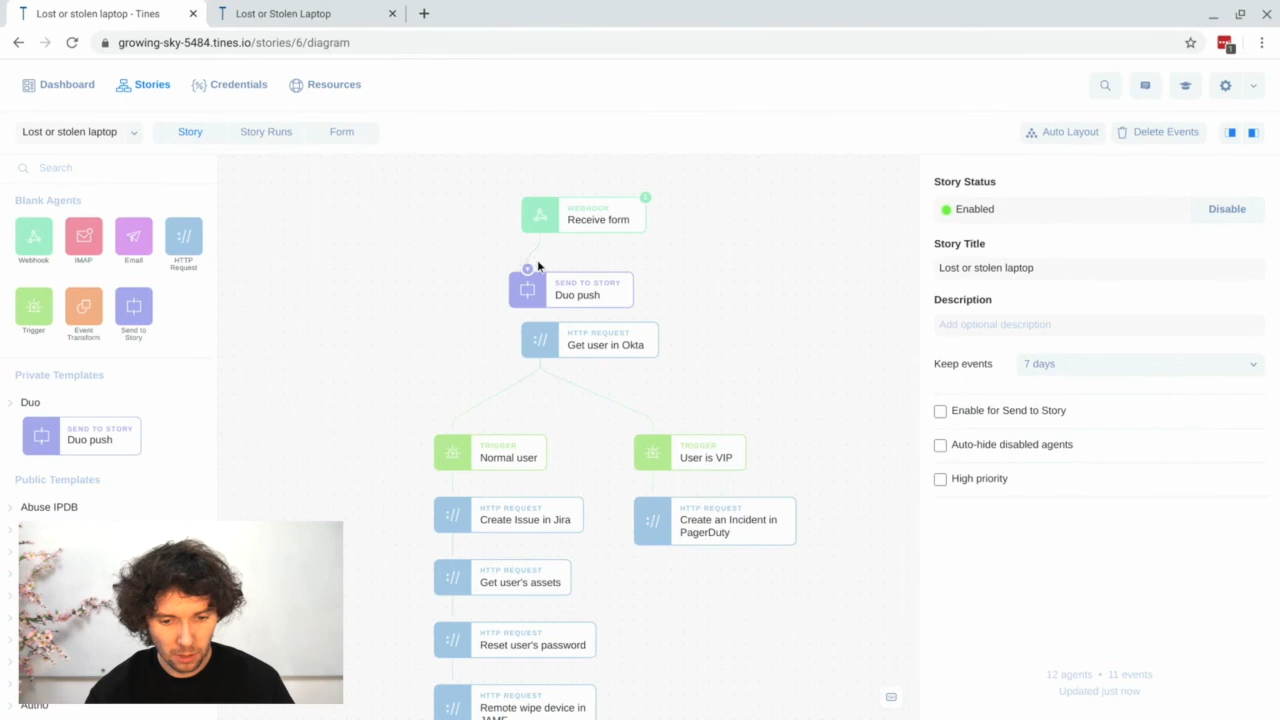 Lost or stolen laptop - Tines
Lost or Stolen Laptop
growing-sky-5484.tines.io/stories/6/diagram
1
Dashboard
Stories
Credentials
Resources
Lost or stolen laptop
Story
Story Runs
Form
Auto Layout
Delete Events
Search
Blank Agents
Webhook
IMAP
Email
HTTP
Request
Trigger
Event
Transform
Send to
Story
Private Templates
Duo
SEND TO STORY
Duo push
Public Templates
Abuse IPDB
WEBHOOK
Receive form
SEND TO STORY
Duo push
HTTP REQUEST
Get user in Okta
TRIGGER
Normal user
TRIGGER
User is VIP
HTTP REQUEST
Create Issue in Jira
HTTP REQUEST
Create an Incident in
PagerDuty
HTTP REQUEST
Get user's assets
HTTP REQUEST
Reset user's password
HTTP REQUEST
Remote wipe device in
Story Status
Enabled
Disable
Story Title
Lost or stolen laptop
Description
Add optional description
Keep events
7 days
Enable for Send to Story
Auto-hide disabled agents
High priority
12 agents • 11 events
Updated just now